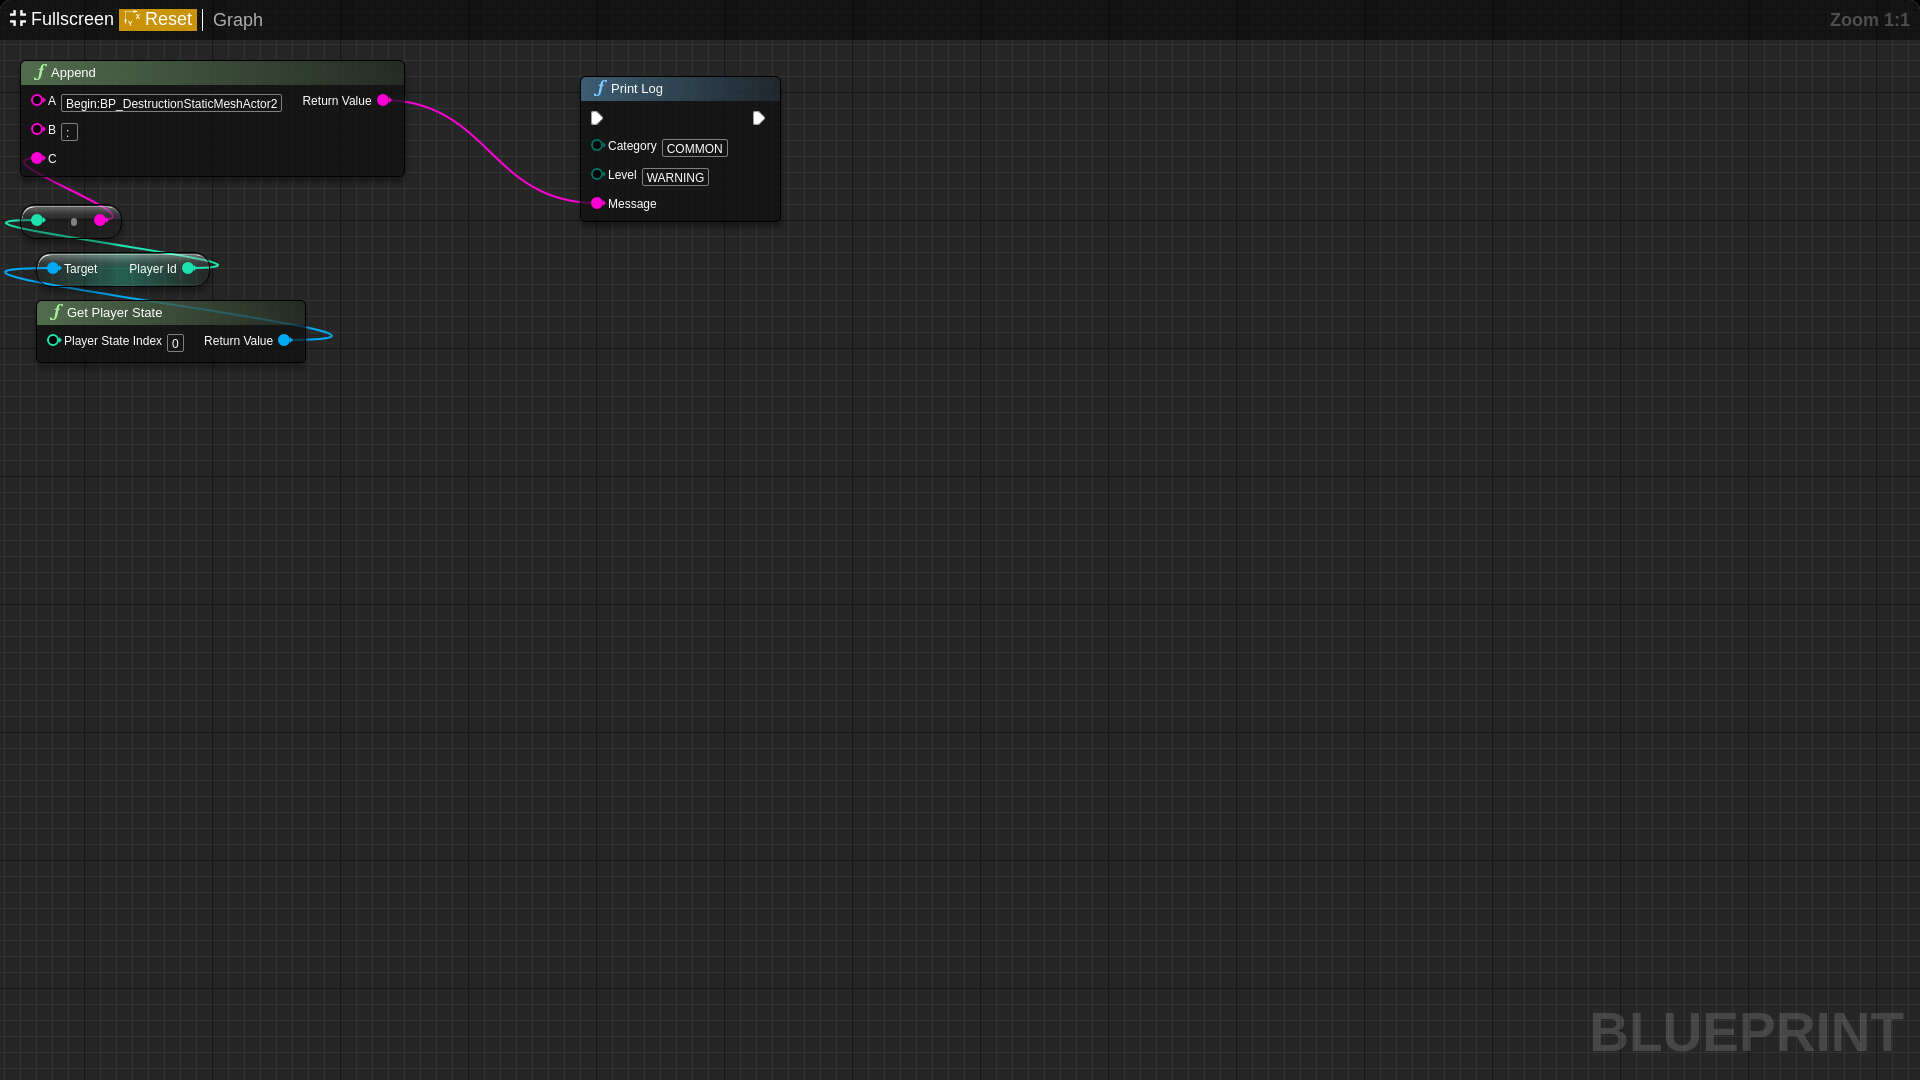 Fullscreen Reset Graph Zoom 1:1
Append
A Begin:BP_DestructionStaticMeshActor2 Return Value
B :
C
Print Log
Category COMMON
Level WARNING
Message
Target Player Id
Get Player State
Player State Index 0 Return Value
BLUEPRINT